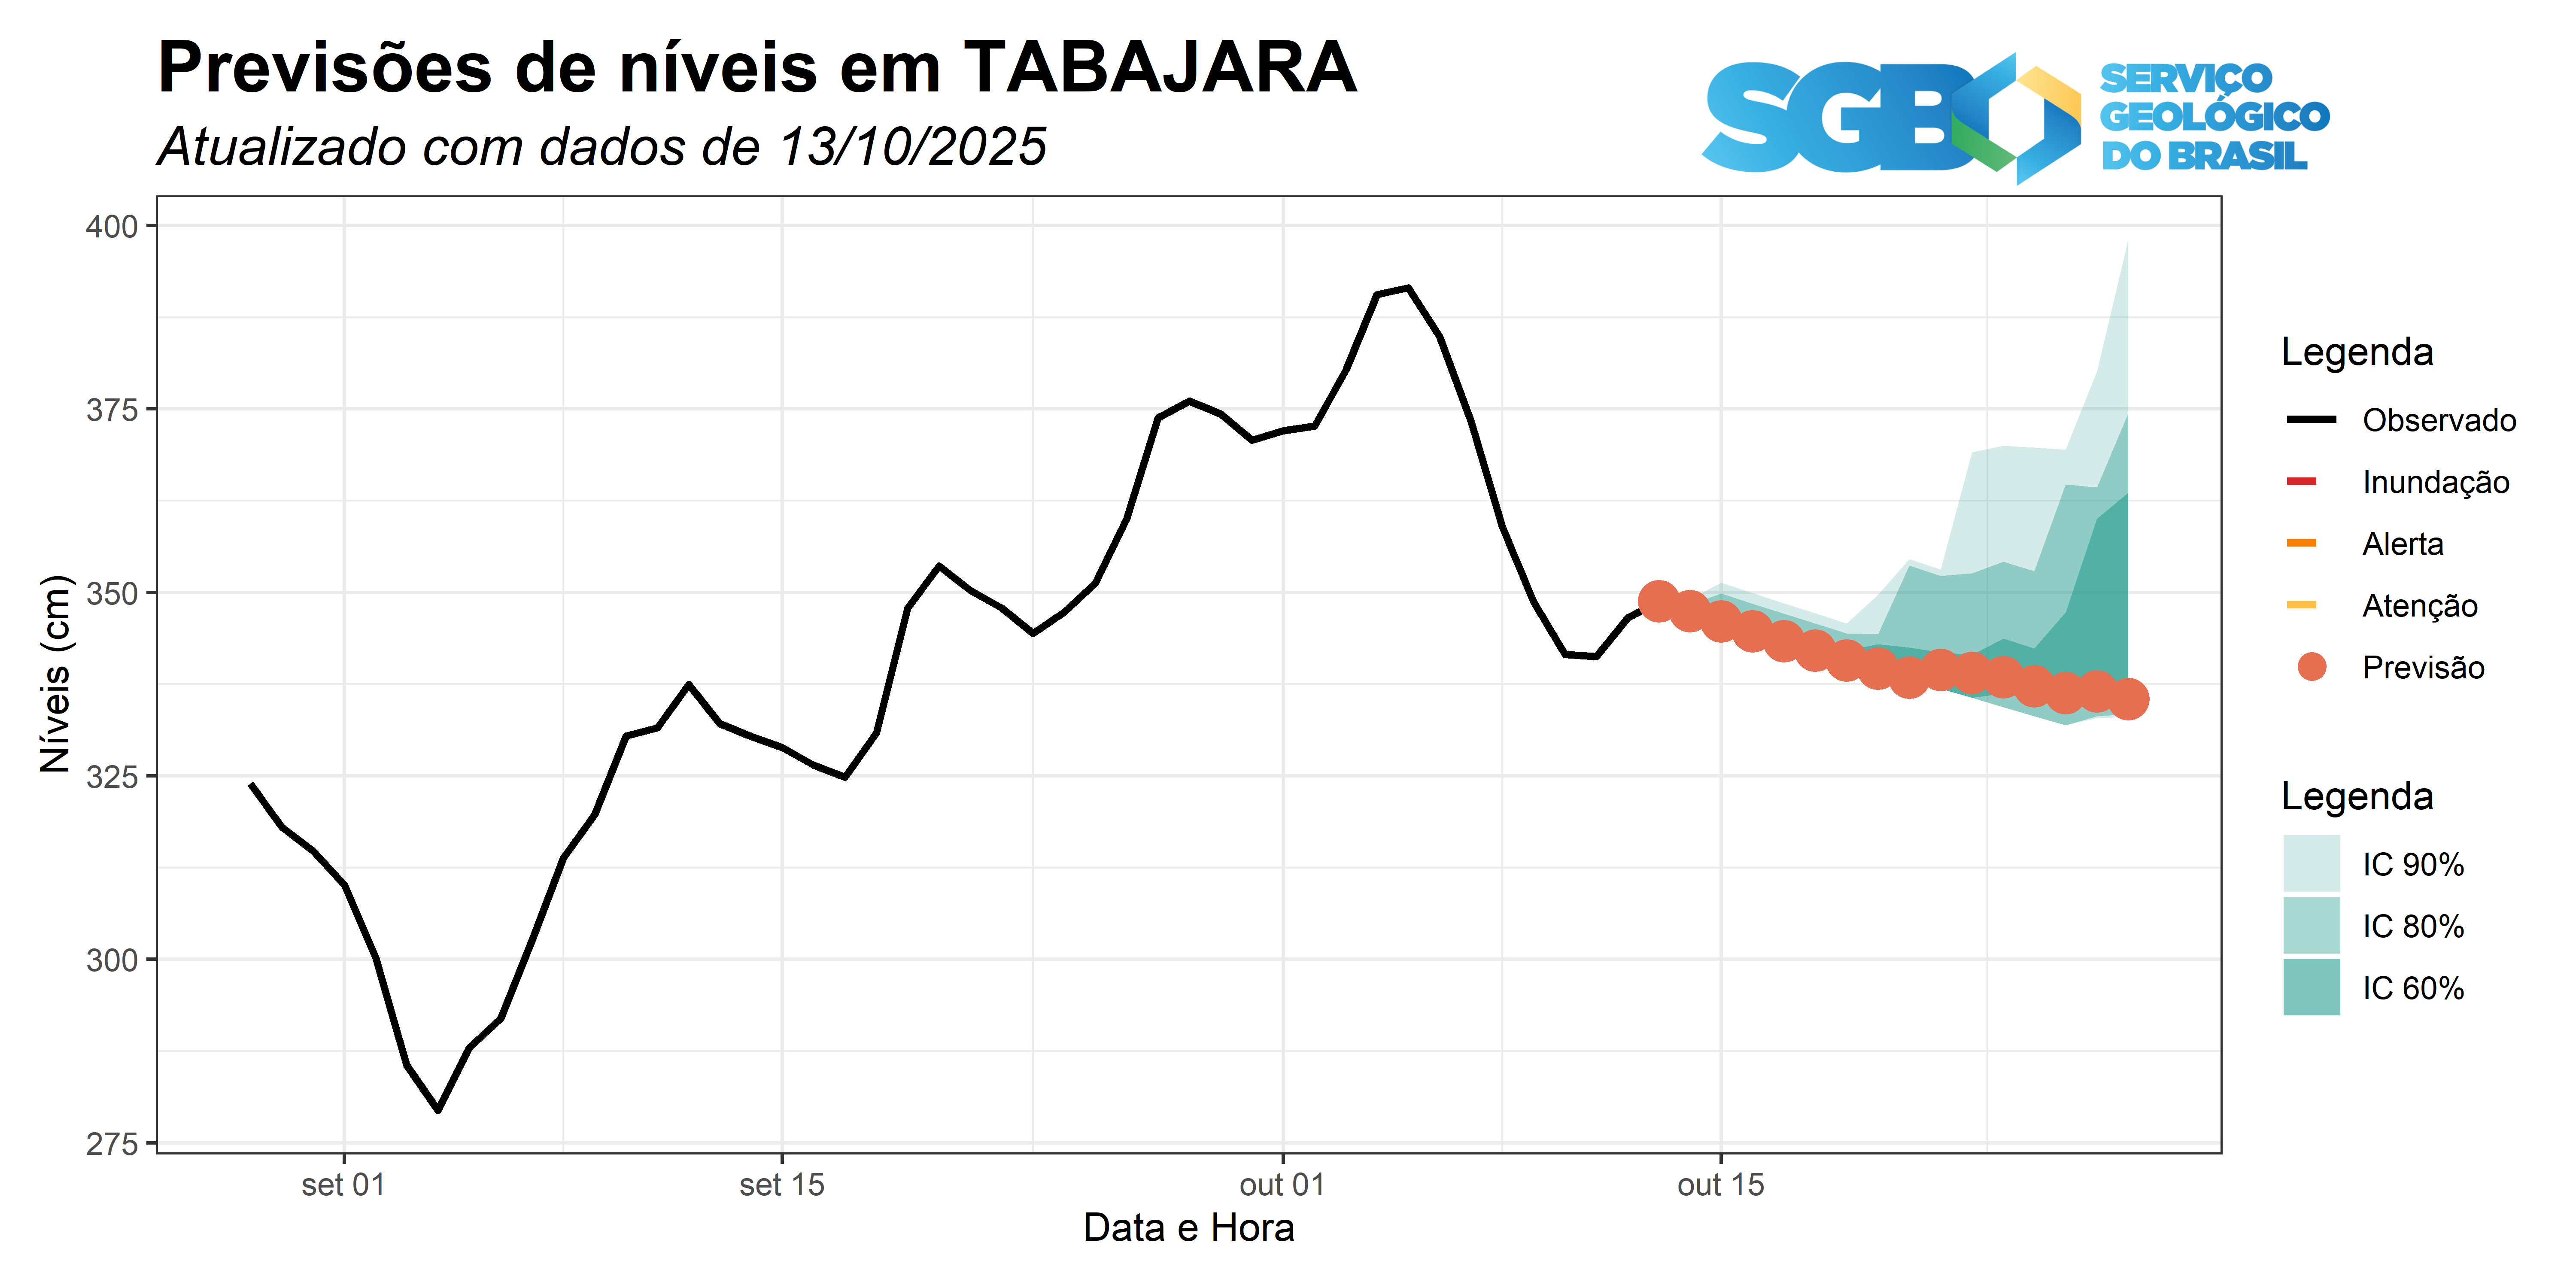 Previsões de níveis em TABAJARA
Atualizado com dados de 13/10/2025
SGB
SERVIÇO
GEOLÓGICO
DO BRASIL
400
375
350
325
300
275
Níveis (cm)
set 01
set 15
out 01
out 15
Data e Hora
Legenda
Observado
Inundação
Alerta
Atenção
Previsão
Legenda
IC 90%
IC 80%
IC 60%